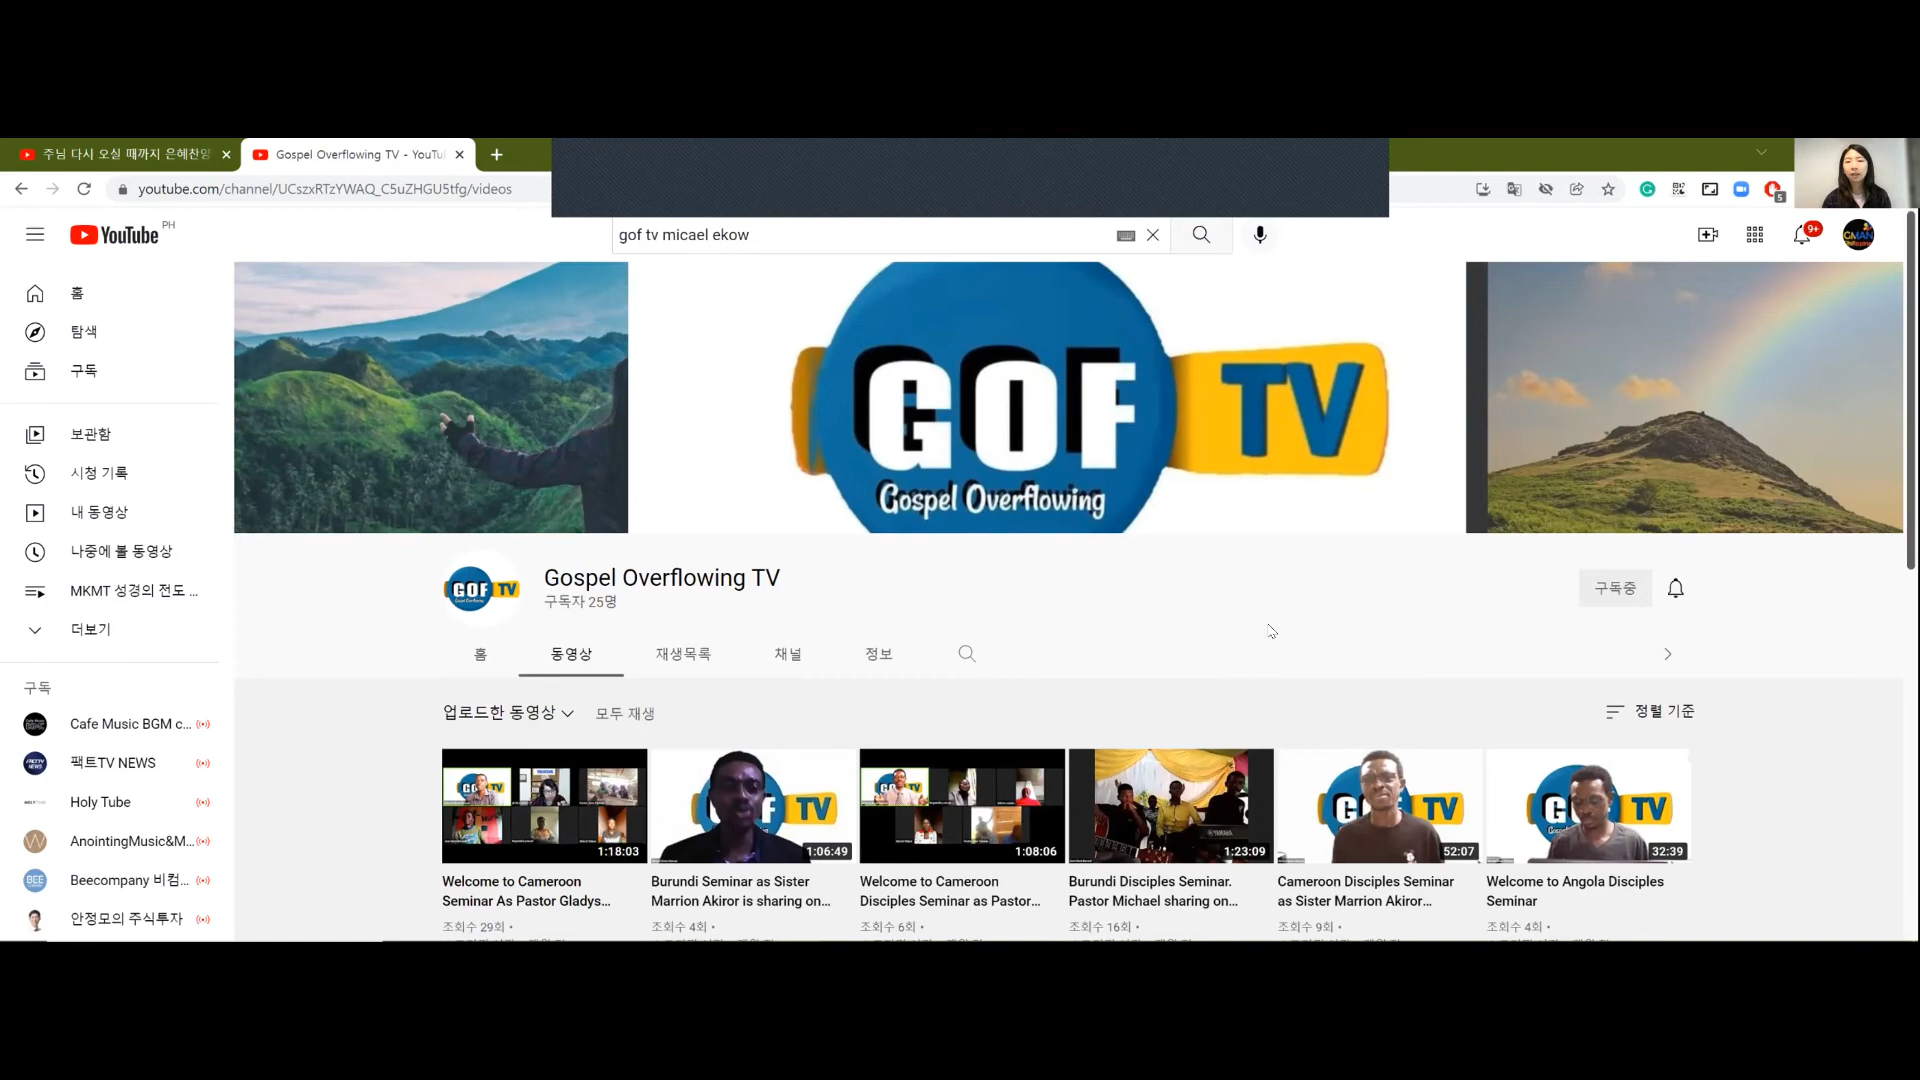 주님 다시 오실 때까지 은혜찬양
Gospel Overflowing TV - YouTu
youtube.com/channel/UCszxRTzYWAQ_C5uZHGU5tfg/videos
5
YouTube PH
gof tv micael ekow
9+
GMAN
홈
탐색
구독
보관함
시청 기록
내 동영상
나중에 볼 동영상
MKMT 성경의 전도 ...
더보기
구독
Cafe Music BGM c...
팩트TV NEWS
Holy Tube
AnointingMusic&M...
Beecompany 비컴...
안정모의 주식투자
GOF TV
Gospel Overflowing
GOF TV
Gospel Overflowing TV
구독자 25명
구독중
홈
동영상
재생목록
채널
정보
업로드한 동영상
모두 재생
정렬 기준
1:18:03
1:06:49
1:08:06
1:23:09
52:07
32:39
Welcome to Cameroon
Seminar As Pastor Gladys...
조회수 29회 •
Burundi Seminar as Sister
Marrion Akiror is sharing on...
조회수 4회 •
Welcome to Cameroon
Disciples Seminar as Pastor...
조회수 6회 •
Burundi Disciples Seminar.
Pastor Michael sharing on...
조회수 16회 •
Cameroon Disciples Seminar
as Sister Marrion Akiror...
조회수 9회 •
Welcome to Angola Disciples
Seminar
조회수 4회 •